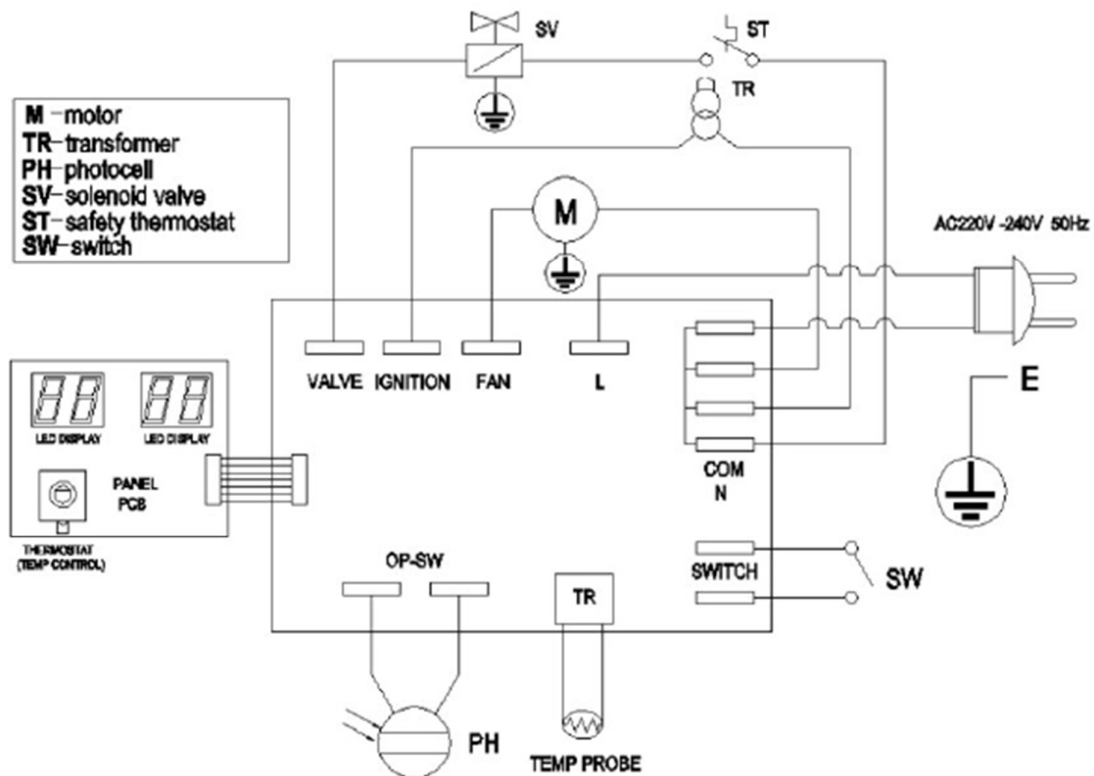 SV
ST
TR
M-motor
TR-transformer
PH-photocell
SV-solenoid valve
ST-safety thermostat
SW-switch
M
AC220V -240V 50Hz
VALVE IGNITION FAN L
E
88 88
LED DISPLAY LED DISPLAY
PANEL
PCB
COM
N
THERMOSTAT
(TEMP CONTROL)
OP-SW
SWITCH
SW
TR
PH
TEMP PROBE